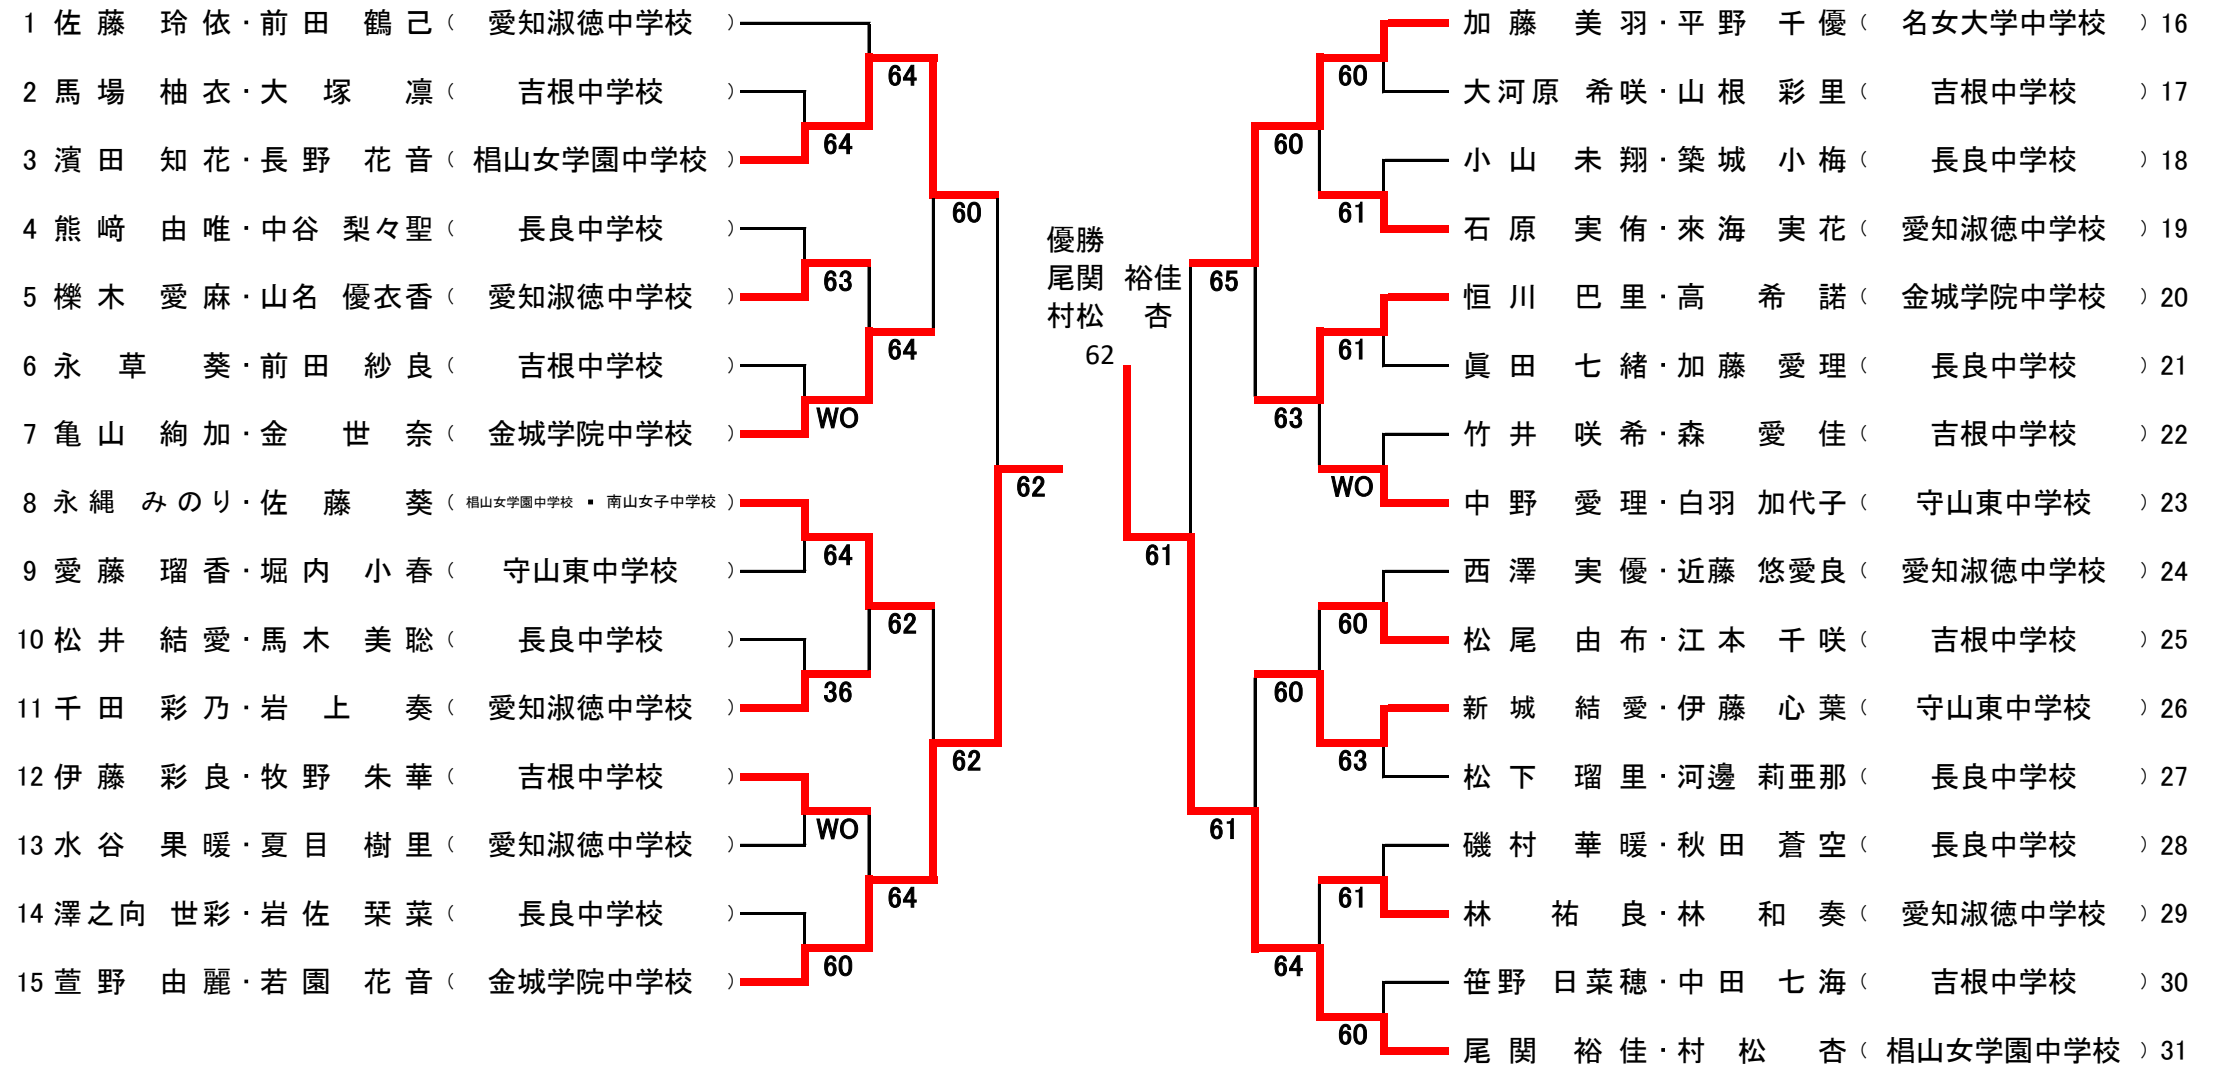 1 佐藤 玲依・前田 鶴己（ 愛知淑徳中学校 ）
2 馬場 柚衣・大塚 凛（ 吉根中学校 ）
3 濱田 知花・長野 花音（ 椙山女学園中学校 ）
4 熊﨑 由唯・中谷 梨々聖（ 長良中学校 ）
5 櫟木 愛麻・山名 優衣香（ 愛知淑徳中学校 ）
6 永草 葵・前田 紗良（ 吉根中学校 ）
7 亀山 絢加・金 世奈（ 金城学院中学校 ）
8 永縄 みのり・佐藤 葵（ 椙山女学園中学校 ・ 南山女子中学校 ）
9 愛藤 瑠香・堀内 小春（ 守山東中学校 ）
10 松井 結愛・馬木 美聡（ 長良中学校 ）
11 千田 彩乃・岩上 奏（ 愛知淑徳中学校 ）
12 伊藤 彩良・牧野 朱華（ 吉根中学校 ）
13 水谷 果暖・夏目 樹里（ 愛知淑徳中学校 ）
14 澤之向 世彩・岩佐 栞菜（ 長良中学校 ）
15 萱野 由麗・若園 花音（ 金城学院中学校 ）
64
63
WO
64
36
WO
60
64
64
62
64
60
62
62
優勝
尾関 裕佳
村松 杏
62
61
65
61
60
63
60
64
60
61
61
WO
60
63
61
60
加藤 美羽・平野 千優（ 名女大学中学校 ）16
大河原 希咲・山根 彩里（ 吉根中学校 ）17
小山 未翔・築城 小梅（ 長良中学校 ）18
石原 実侑・來海 実花（ 愛知淑徳中学校 ）19
恒川 巴里・高 希諾（ 金城学院中学校 ）20
眞田 七緒・加藤 愛理（ 長良中学校 ）21
竹井 咲希・森 愛佳（ 吉根中学校 ）22
中野 愛理・白羽 加代子（ 守山東中学校 ）23
西澤 実優・近藤 悠愛良（ 愛知淑徳中学校 ）24
松尾 由布・江本 千咲（ 吉根中学校 ）25
新城 結愛・伊藤 心葉（ 守山東中学校 ）26
松下 瑠里・河邊 莉亜那（ 長良中学校 ）27
磯村 華暖・秋田 蒼空（ 長良中学校 ）28
林 祐良・林 和奏（ 愛知淑徳中学校 ）29
笹野 日菜穂・中田 七海（ 吉根中学校 ）30
尾関 裕佳・村松 杏（ 椙山女学園中学校 ）31